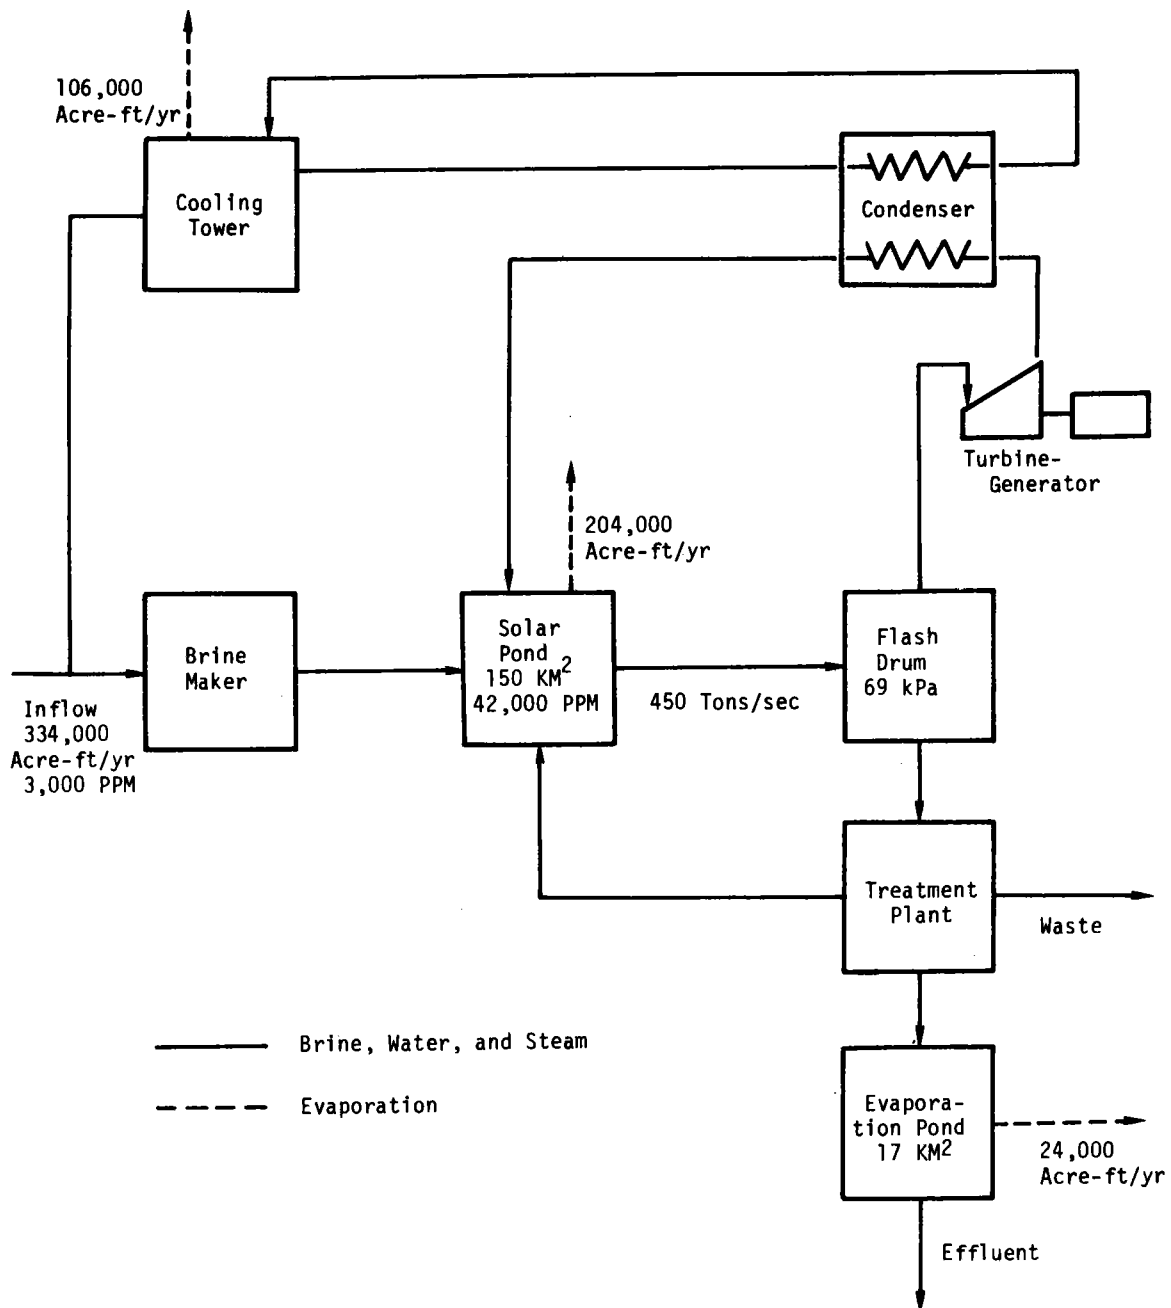 106,000
Acre-ft/yr
Cooling
Tower
Condenser
Turbine-
Generator
204,000
Acre-ft/yr
Brine
Maker
Solar
Pond
150 KM²
42,000 PPM
450 Tons/sec
Flash
Drum
69 kPa
Inflow
334,000
Acre-ft/yr
3,000 PPM
Treatment
Plant
Waste
Brine, Water, and Steam
Evaporation
Evapora-
tion Pond
17 KM²
24,000
Acre-ft/yr
Effluent